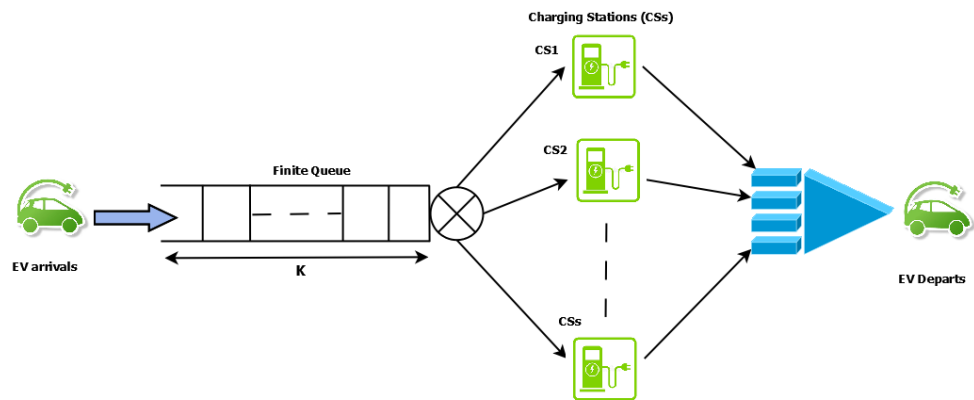 Charging Stations (CSs)
CS1
CS2
Finite Queue
EV arrivals
K
EV Departs
CSs